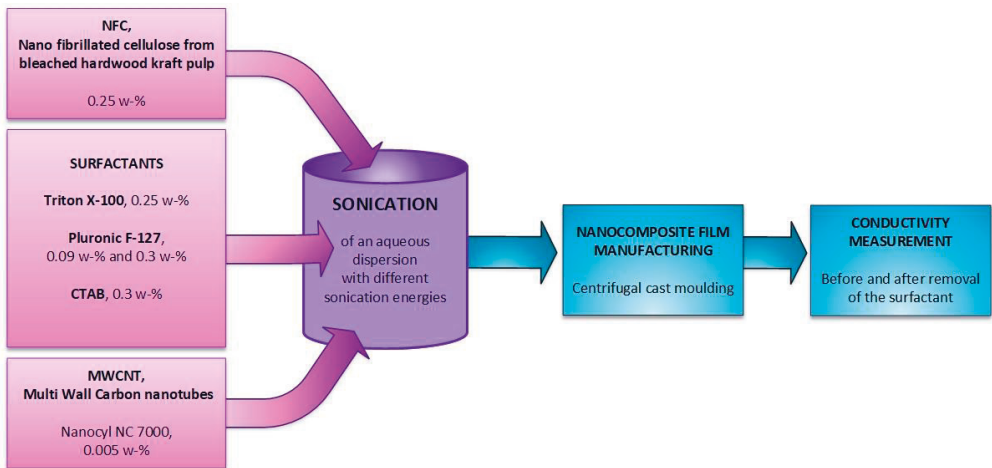 NFC,
Nano fibrillated cellulose from
bleached hardwood kraft pulp
0.25 w-%
SURFACTANTS
Triton X-100, 0.25 w-%
Pluronic F-127,
0.09 w-% and 0.3 w-%
CTAB, 0.3 w-%
MWCNT,
Multi Wall Carbon nanotubes
Nanocyl NC 7000,
0.005 w-%
SONICATION
of an aqueous
dispersion
with different
sonication energies
NANOCOMPOSITE FILM
MANUFACTURING
Centrifugal cast moulding
CONDUCTIVITY
MEASUREMENT
Before and after removal
of the surfactant